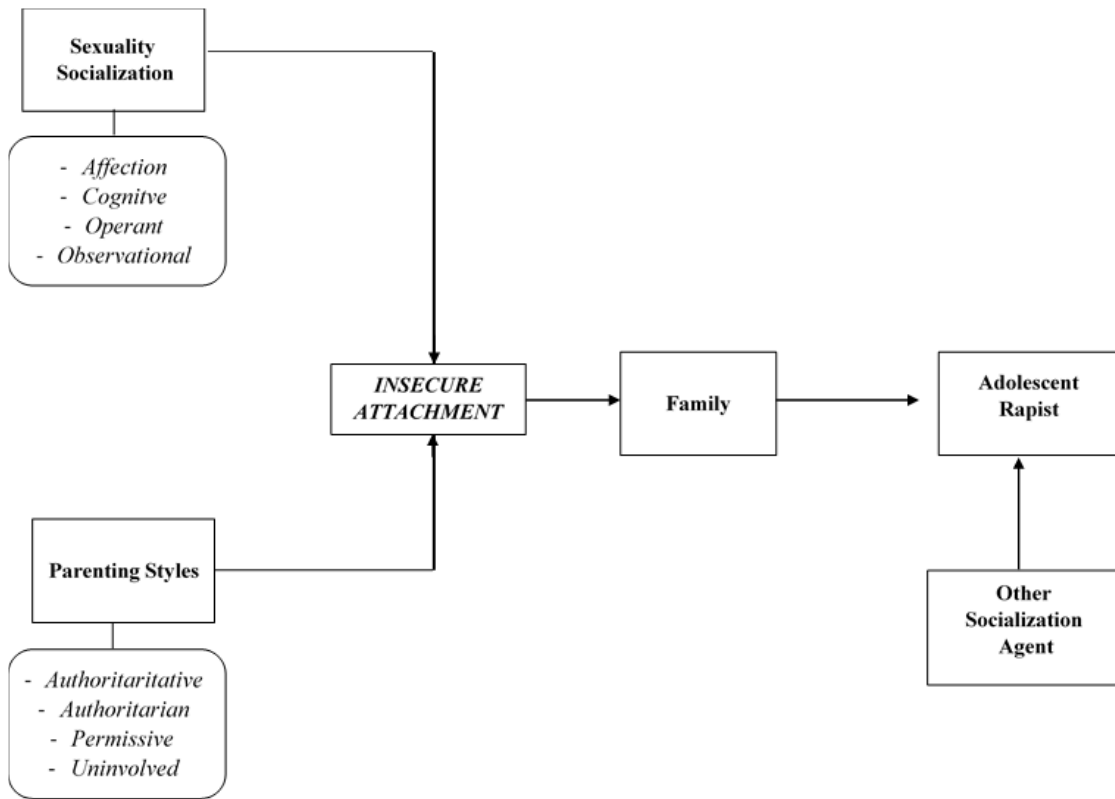 Sexuality
Socialization
- Affection
- Cognitve
- Operant
- Observational
INSECURE
ATTACHMENT
Family
Adolescent
Rapist
Parenting Styles
- Authoritaritative
- Authoritarian
- Permissive
- Uninvolved
Other
Socialization
Agent